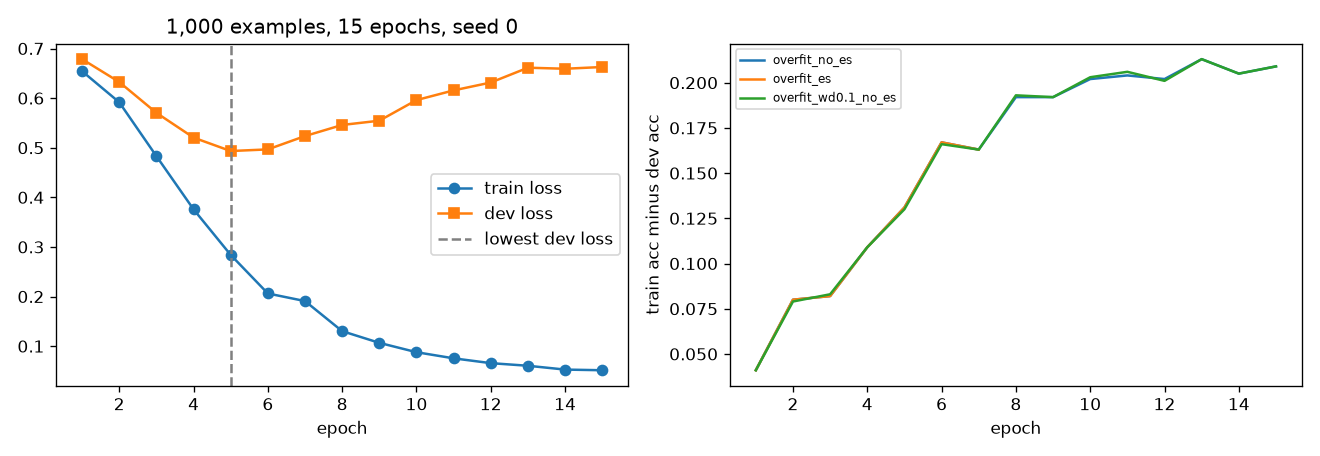 1,000 examples, 15 epochs, seed 0
0.7
0.6
0.5
0.4
0.3
0.2
0.1
train loss
dev loss
lowest dev loss
2 4 6 8 10 12 14
epoch
train acc minus dev acc
0.200
0.175
0.150
0.125
0.100
0.075
0.050
overfit_no_es
overfit_es
overfit_wd0.1_no_es
2 4 6 8 10 12 14
epoch